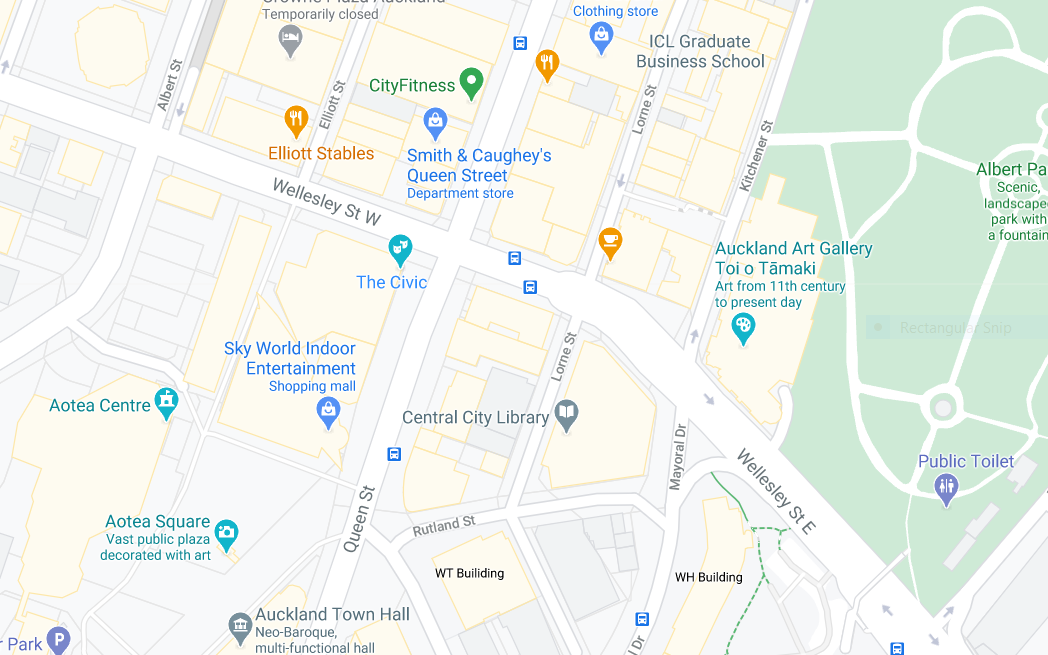 Crowne Plaza Auckland
Temporarily closed
Clothing store
ICL Graduate
Business School
Albert St
Elliott St
CityFitness
Lorne St
Kitchener St
Elliott Stables
Smith & Caughey's
Queen Street
Department store
Wellesley St W
Albert Pa
Scenic,
landscaped
park with
a fountain
Auckland Art Gallery
Toi o Tāmaki
Art from 11th century
to present day
The Civic
Rectangular Snip
Sky World Indoor
Entertainment
Shopping mall
Lorne St
Aotea Centre
Central City Library
Mayoral Dr
Wellesley St E
Public Toilet
Queen St
Rutland St
Aotea Square
Vast public plaza
decorated with art
WT Builiding
WH Building
Auckland Town Hall
Neo-Baroque,
multi-functional hall
r Park
P
Dr